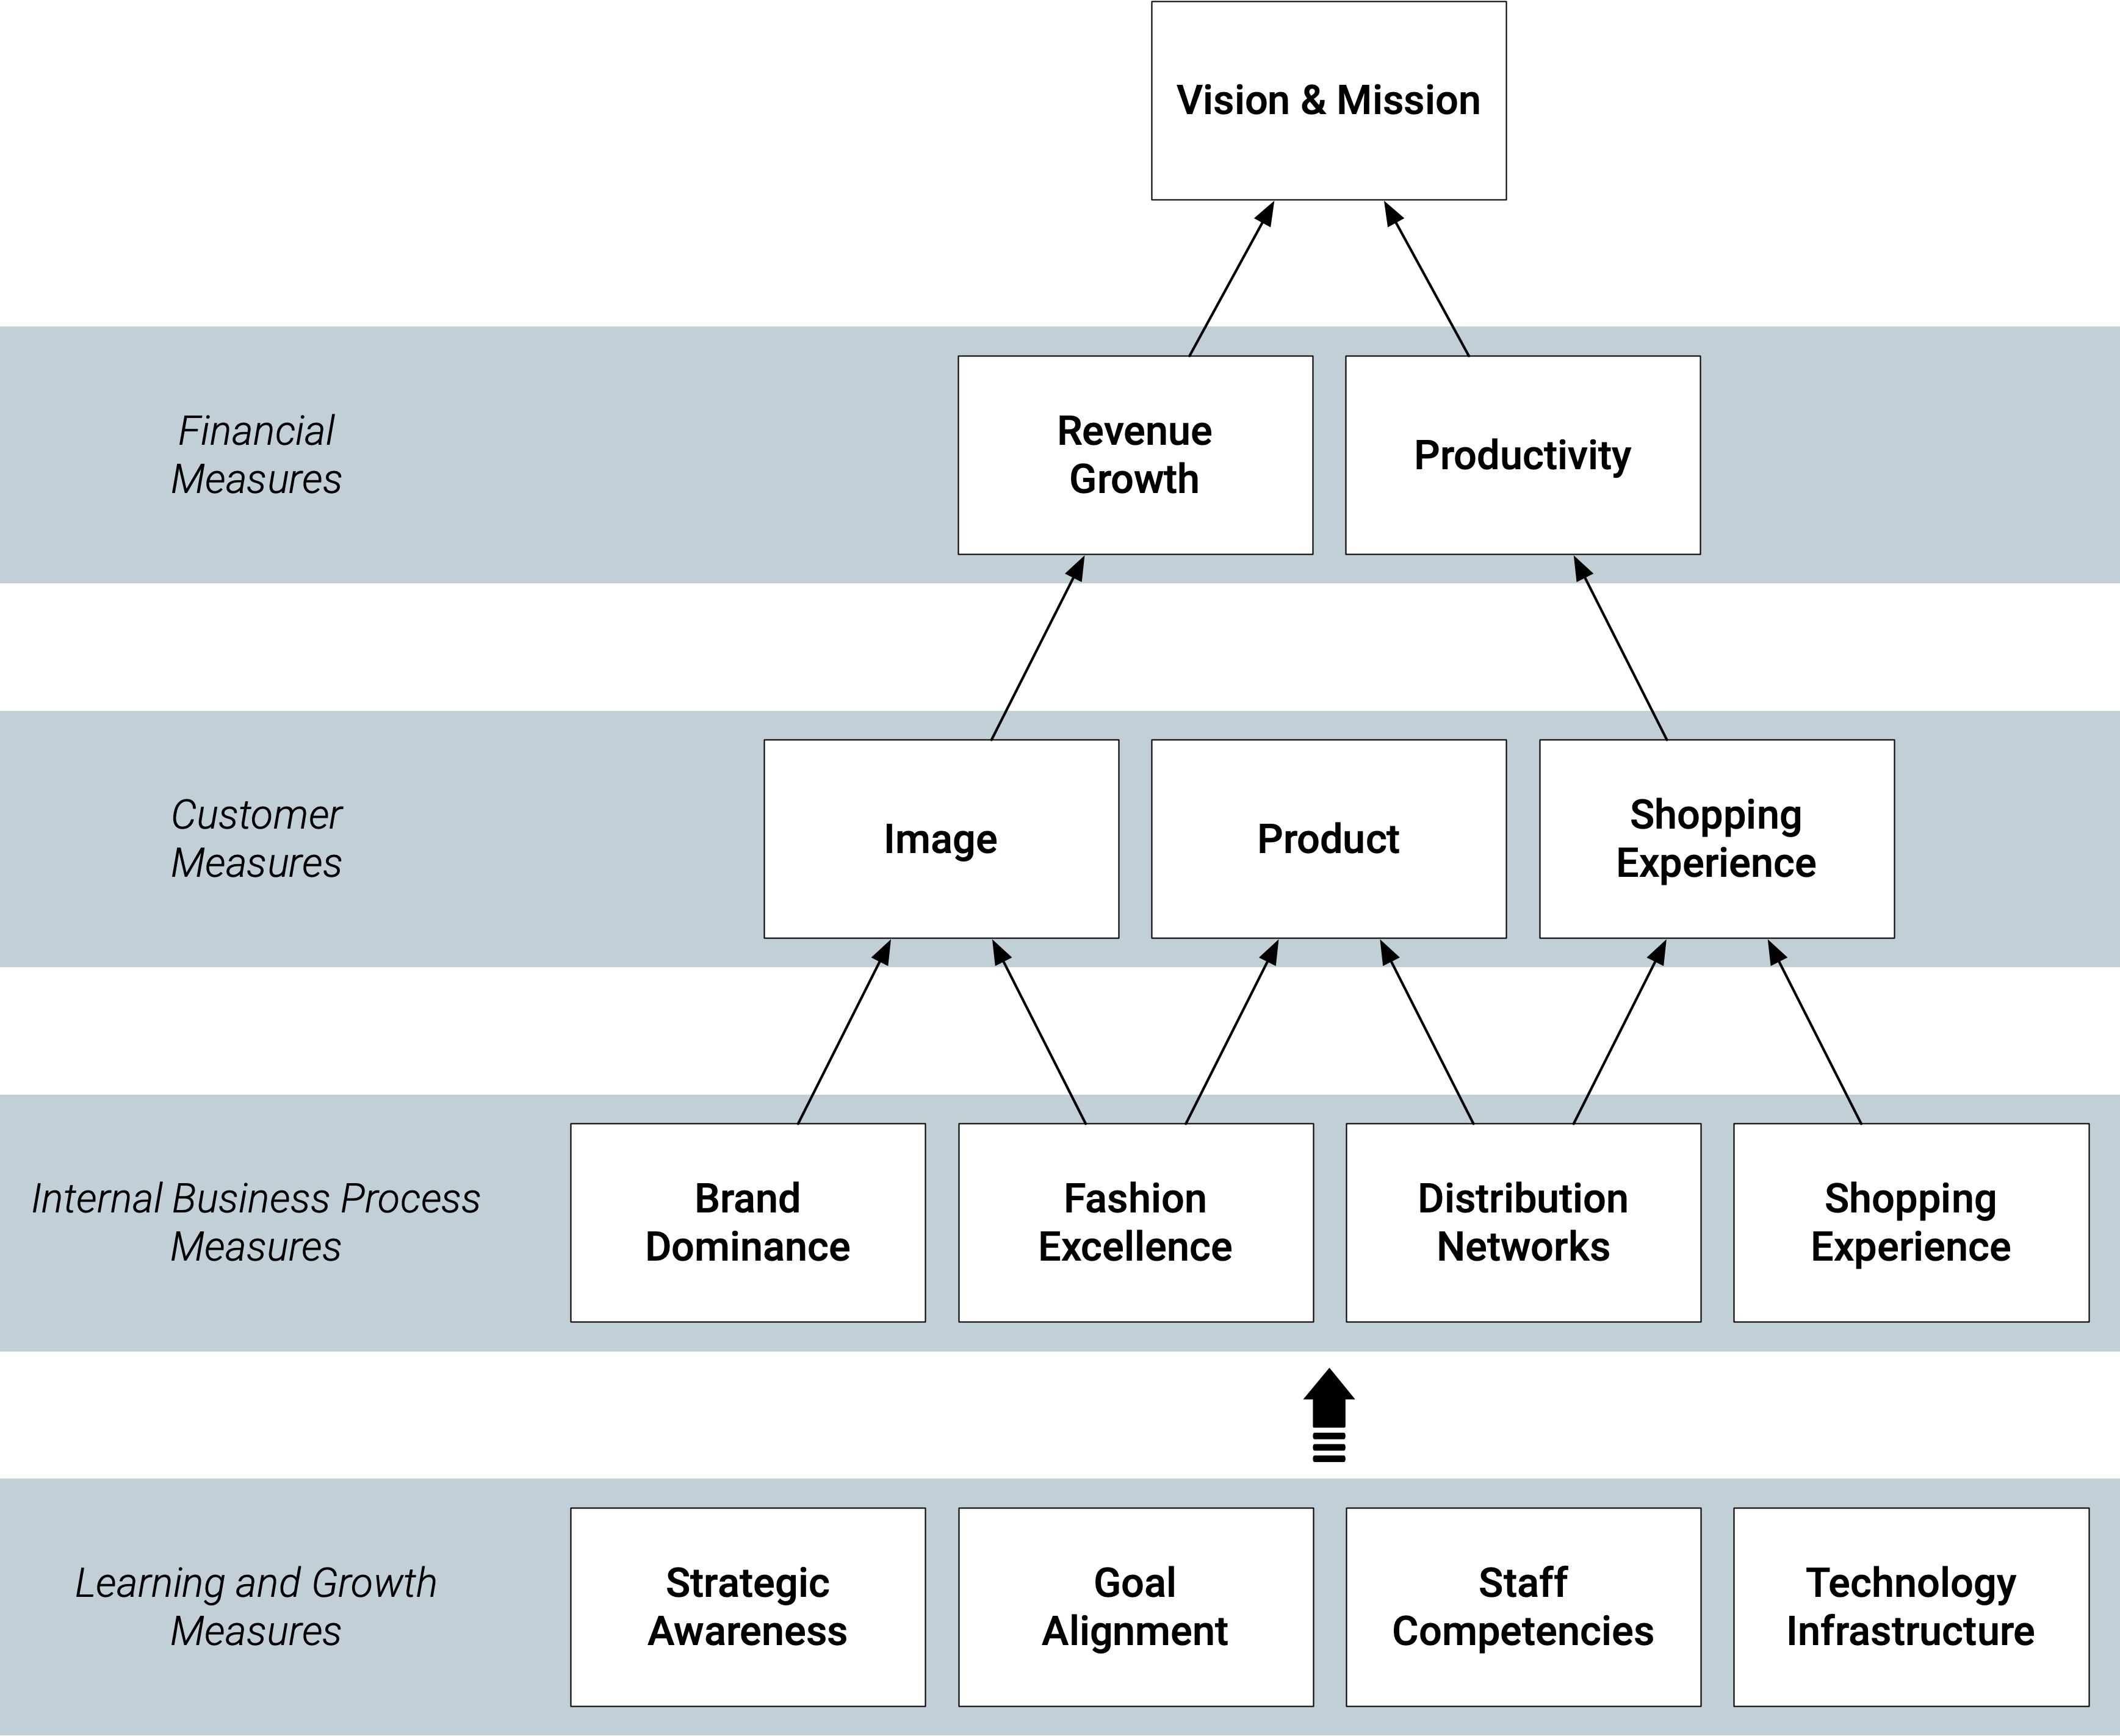 Vision & Mission
Financial
Measures
Revenue
Growth
Productivity
Customer
Measures
Image
Product
Shopping
Experience
Internal Business Process
Measures
Brand
Dominance
Fashion
Excellence
Distribution
Networks
Shopping
Experience
Learning and Growth
Measures
Strategic
Awareness
Goal
Alignment
Staff
Competencies
Technology
Infrastructure